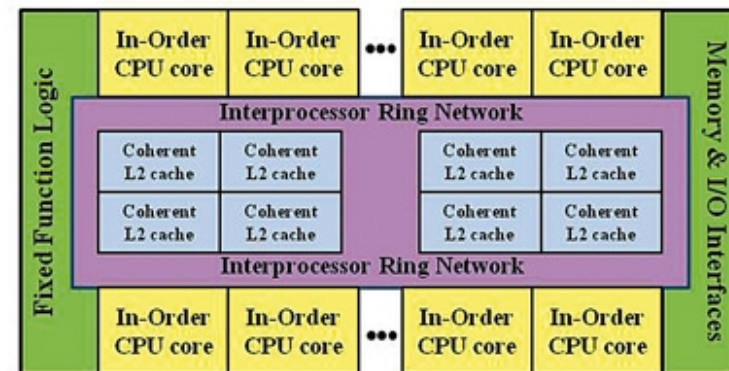 Fixed Function Logic
In-Order
CPU core
In-Order
CPU core
•••
In-Order
CPU core
In-Order
CPU core
Memory & I/O Interfaces
Interprocessor Ring Network
Coherent
L2 cache
Coherent
L2 cache
Coherent
L2 cache
Coherent
L2 cache
Coherent
L2 cache
Coherent
L2 cache
Coherent
L2 cache
Coherent
L2 cache
Interprocessor Ring Network
In-Order
CPU core
In-Order
CPU core
•••
In-Order
CPU core
In-Order
CPU core